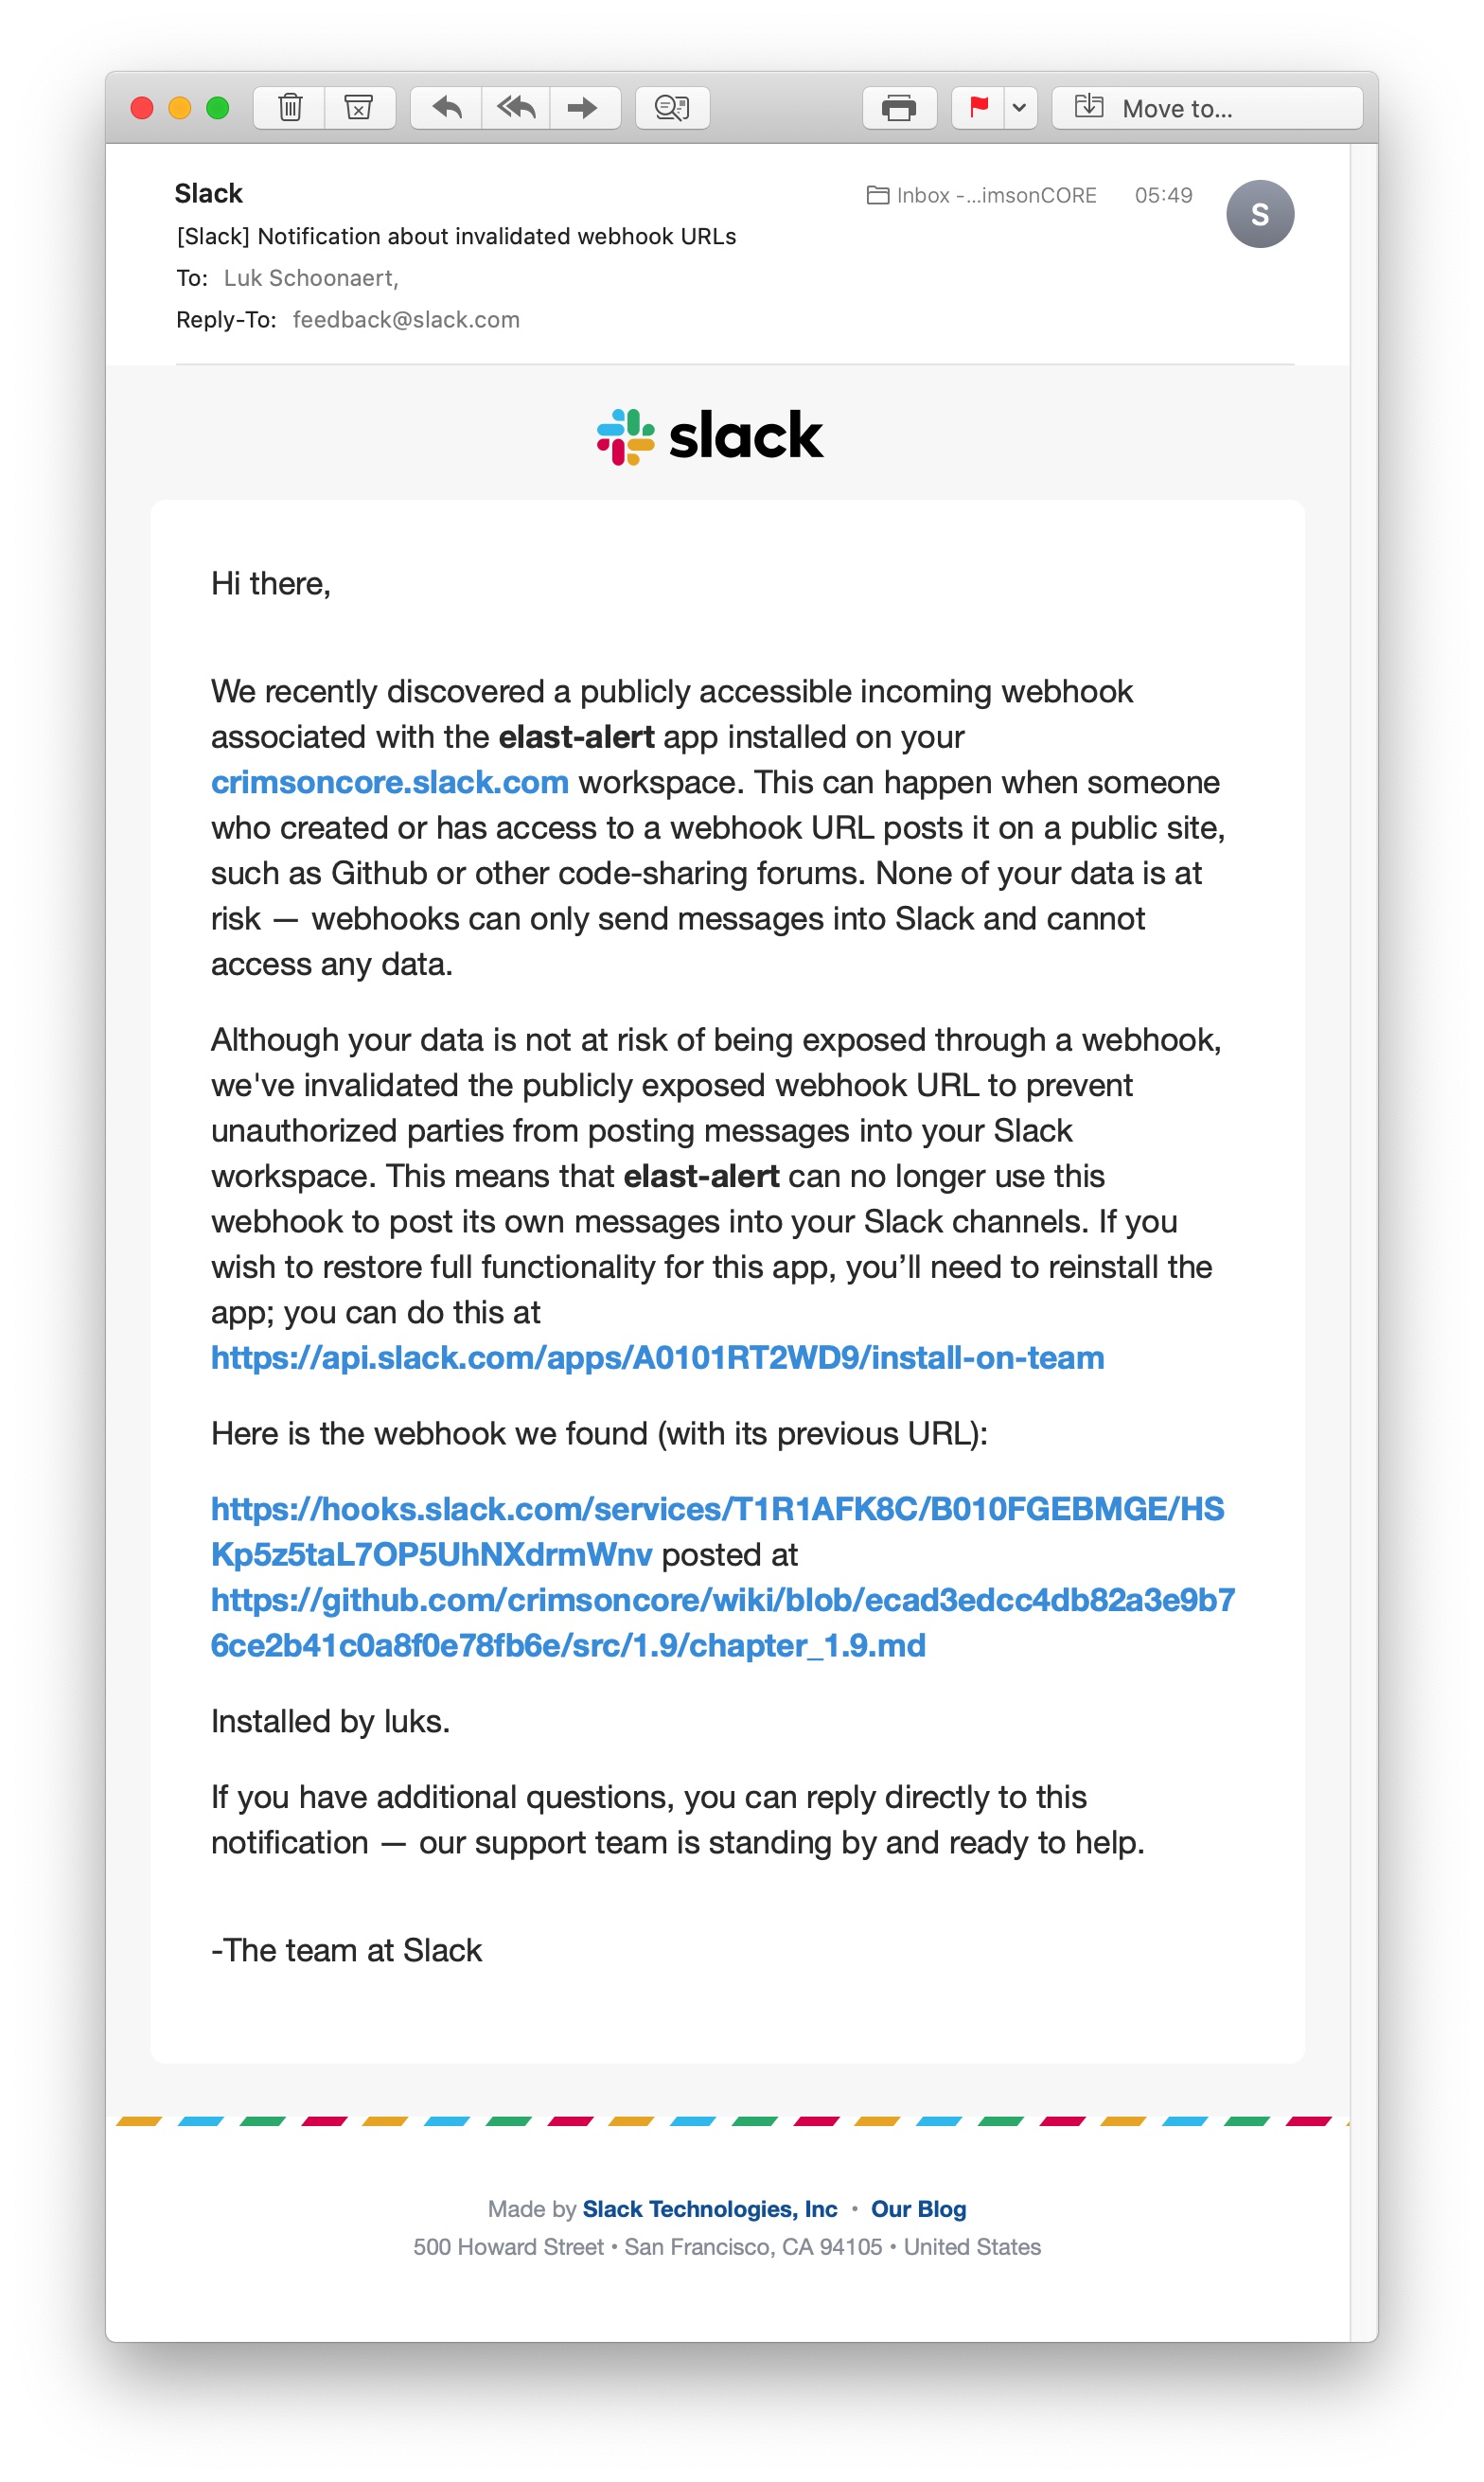 Move to...
Slack
Inbox -...imsonCORE 05:49
S
[Slack] Notification about invalidated webhook URLs
To: Luk Schoonaert,
Reply-To: feedback@slack.com
slack
Hi there,
We recently discovered a publicly accessible incoming webhook
associated with the elast-alert app installed on your
crimsoncore.slack.com workspace. This can happen when someone
who created or has access to a webhook URL posts it on a public site,
such as Github or other code-sharing forums. None of your data is at
risk — webhooks can only send messages into Slack and cannot
access any data.
Although your data is not at risk of being exposed through a webhook,
we've invalidated the publicly exposed webhook URL to prevent
unauthorized parties from posting messages into your Slack
workspace. This means that elast-alert can no longer use this
webhook to post its own messages into your Slack channels. If you
wish to restore full functionality for this app, you’ll need to reinstall the
app; you can do this at
https://api.slack.com/apps/A0101RT2WD9/install-on-team
Here is the webhook we found (with its previous URL):
https://hooks.slack.com/services/T1R1AFK8C/B010FGEBMGE/HS
Kp5z5taL7OP5UhNXdrmWnv posted at
https://github.com/crimsoncore/wiki/blob/ecad3edcc4db82a3e9b7
6ce2b41c0a8f0e78fb6e/src/1.9/chapter_1.9.md
Installed by luks.
If you have additional questions, you can reply directly to this
notification — our support team is standing by and ready to help.
-The team at Slack
Made by Slack Technologies, Inc • Our Blog
500 Howard Street • San Francisco, CA 94105 • United States